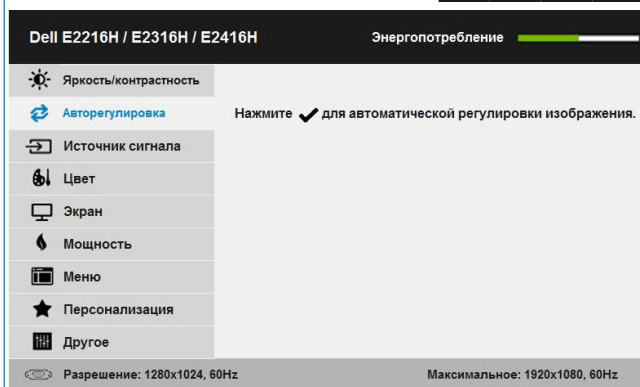 Dell E2216H / E2316H / E2416H Энергопотребление
Яркость/контрастность
Авторегулировка
Нажмите ✔ для автоматической регулировки изображения.
Источник сигнала
Цвет
Экран
Мощность
Меню
Персонализация
Другое
Разрешение: 1280x1024, 60Hz Максимальное: 1920x1080, 60Hz